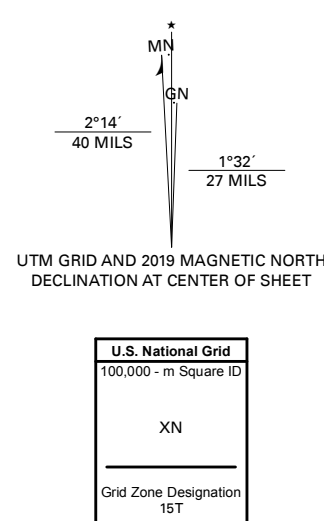 MN
GN
2°14´
40 MILS
1°32´
27 MILS
UTM GRID AND 2019 MAGNETIC NORTH
DECLINATION AT CENTER OF SHEET
U.S. National Grid
100,000 - m Square ID
XN
Grid Zone Designation
15T